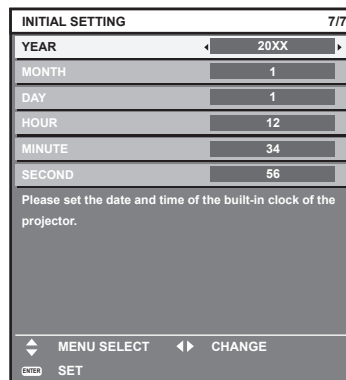 INITIAL SETTING 7/7
YEAR 20XX
MONTH 1
DAY 1
HOUR 12
MINUTE 34
SECOND 56
Please set the date and time of the built-in clock of the
projector.
MENU SELECT CHANGE
ENTER SET